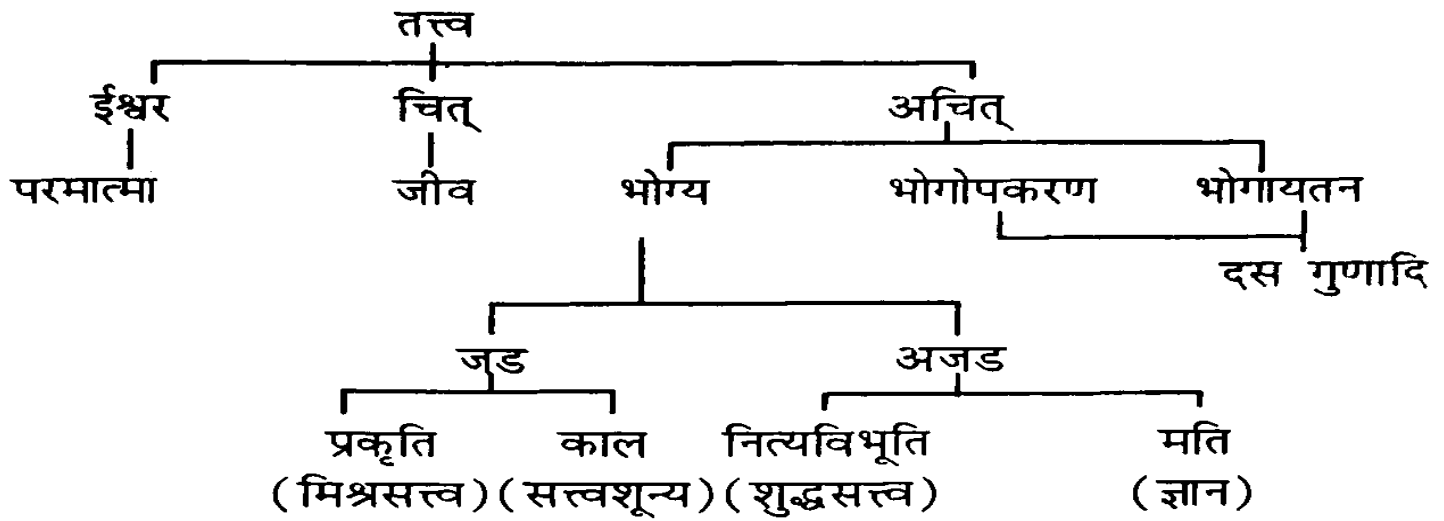 तत्त्व
ईश्वर चित् अचित्
परमात्मा जीव भोग्य भोगोपकरण भोगायतन
दस गुणादि
जड अजड
प्रकृति काल नित्यविभूति मति
(मिश्रसत्त्व) (सत्त्वशून्य) (शुद्धसत्त्व) (ज्ञान)